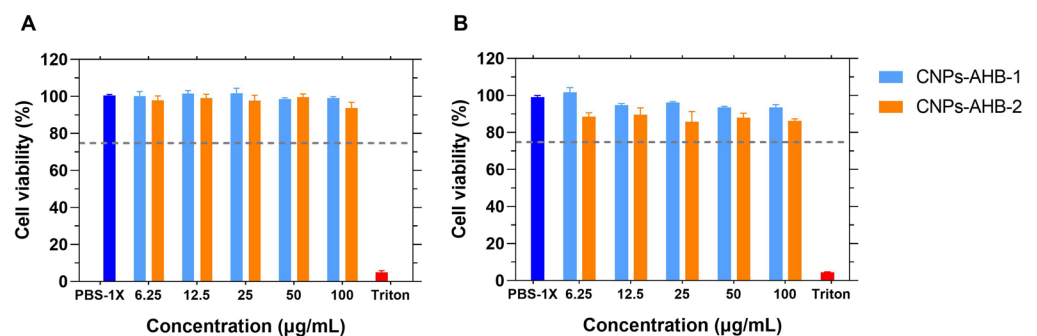 A
120
100
80
60
40
20
0
Cell viability (%)
PBS-1X 6.25 12.5 25 50 100 Triton
Concentration (µg/mL)
B
120
100
80
60
40
20
0
Cell viability (%)
PBS-1X 6.25 12.5 25 50 100 Triton
Concentration (µg/mL)
CNPs-AHB-1
CNPs-AHB-2